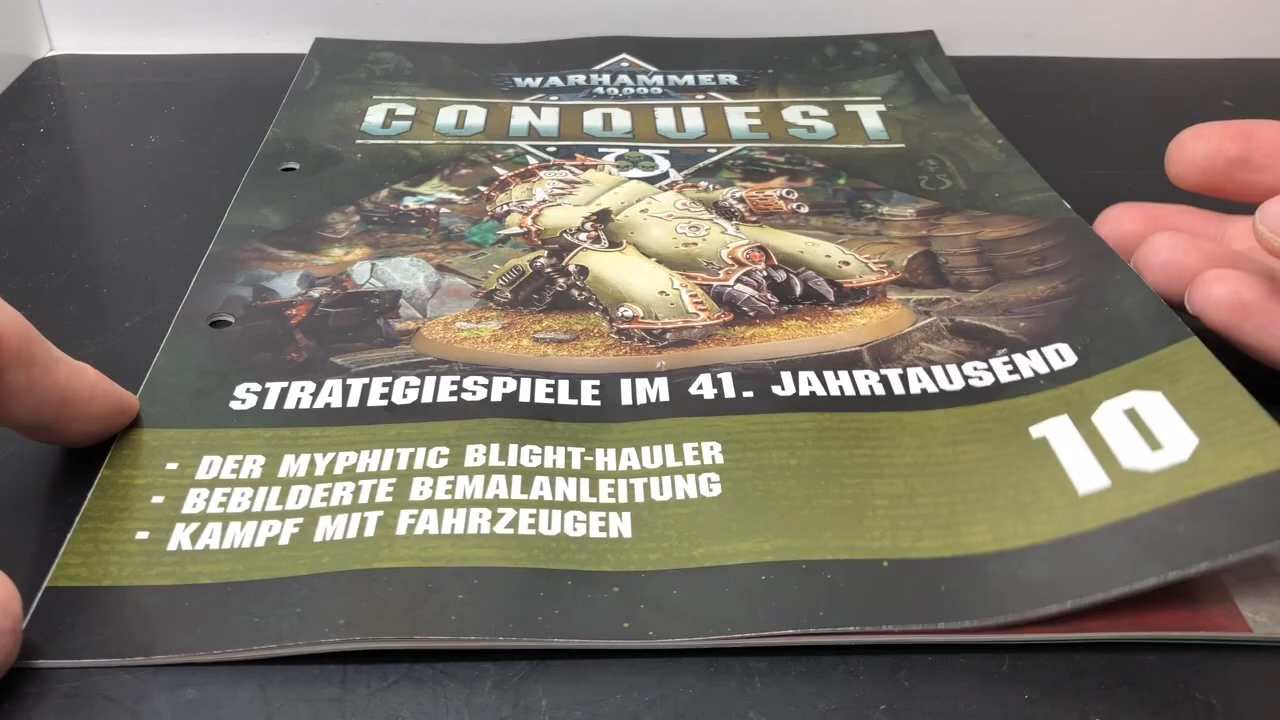 WARHAMMER
40,000
CONQUEST
STRATEGIESPIELE IM 41. JAHRTAUSEND
10
- DER MYPHITIC BLIGHT-HAULER
- BEBILDERTE BEMALANLEITUNG
- KAMPF MIT FAHRZEUGEN